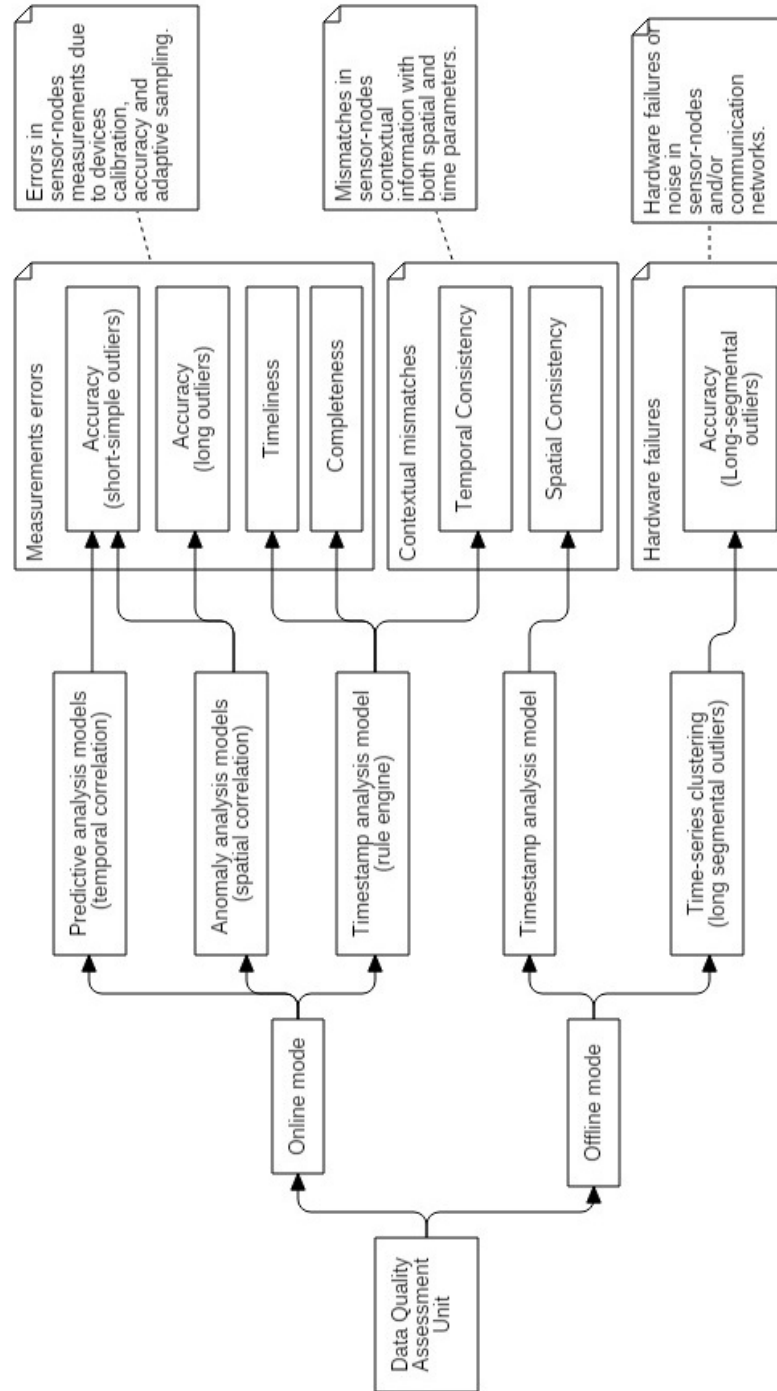 Data Quality
Assessment
Unit
Online mode
Offline mode
Predictive analysis models
(temporal correlation)
Anomaly analysis models
(spatial correlation)
Timestamp analysis model
(rule engine)
Timestamp analysis model
Time-series clustering
(long segmental outliers)
Measurements errors
Accuracy
(short-simple outliers)
Accuracy
(long outliers)
Timeliness
Completeness
Contextual mismatches
Temporal Consistency
Spatial Consistency
Hardware failures
Accuracy
(Long-segmental
outliers)
Errors in
sensor-nodes
measurements due
to devices
calibration,
accuracy and
adaptive sampling.
Mismatches in
sensor-nodes
contextual
information with
both spatial and
time parameters.
Hardware failures or
noise in
sensor-nodes
and/or
communication
networks.